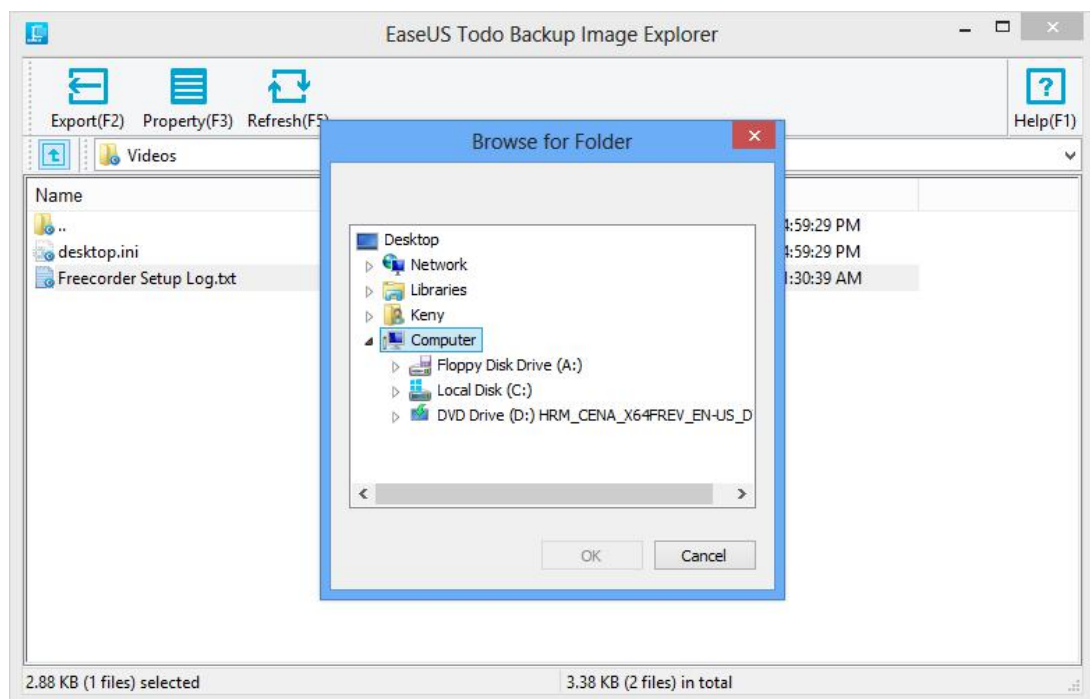 EaseUS Todo Backup Image Explorer
Export(F2) Property(F3) Refresh(F5) Help(F1)
Videos
Name
..
desktop.ini 4:59:29 PM
4:59:29 PM
Freecorder Setup Log.txt :30:39 AM
Browse for Folder
Desktop
Network
Libraries
Keny
Computer
Floppy Disk Drive (A:)
Local Disk (C:)
DVD Drive (D:) HRM_CENA_X64FREV_EN-US_D
OK Cancel
2.88 KB (1 files) selected 3.38 KB (2 files) in total